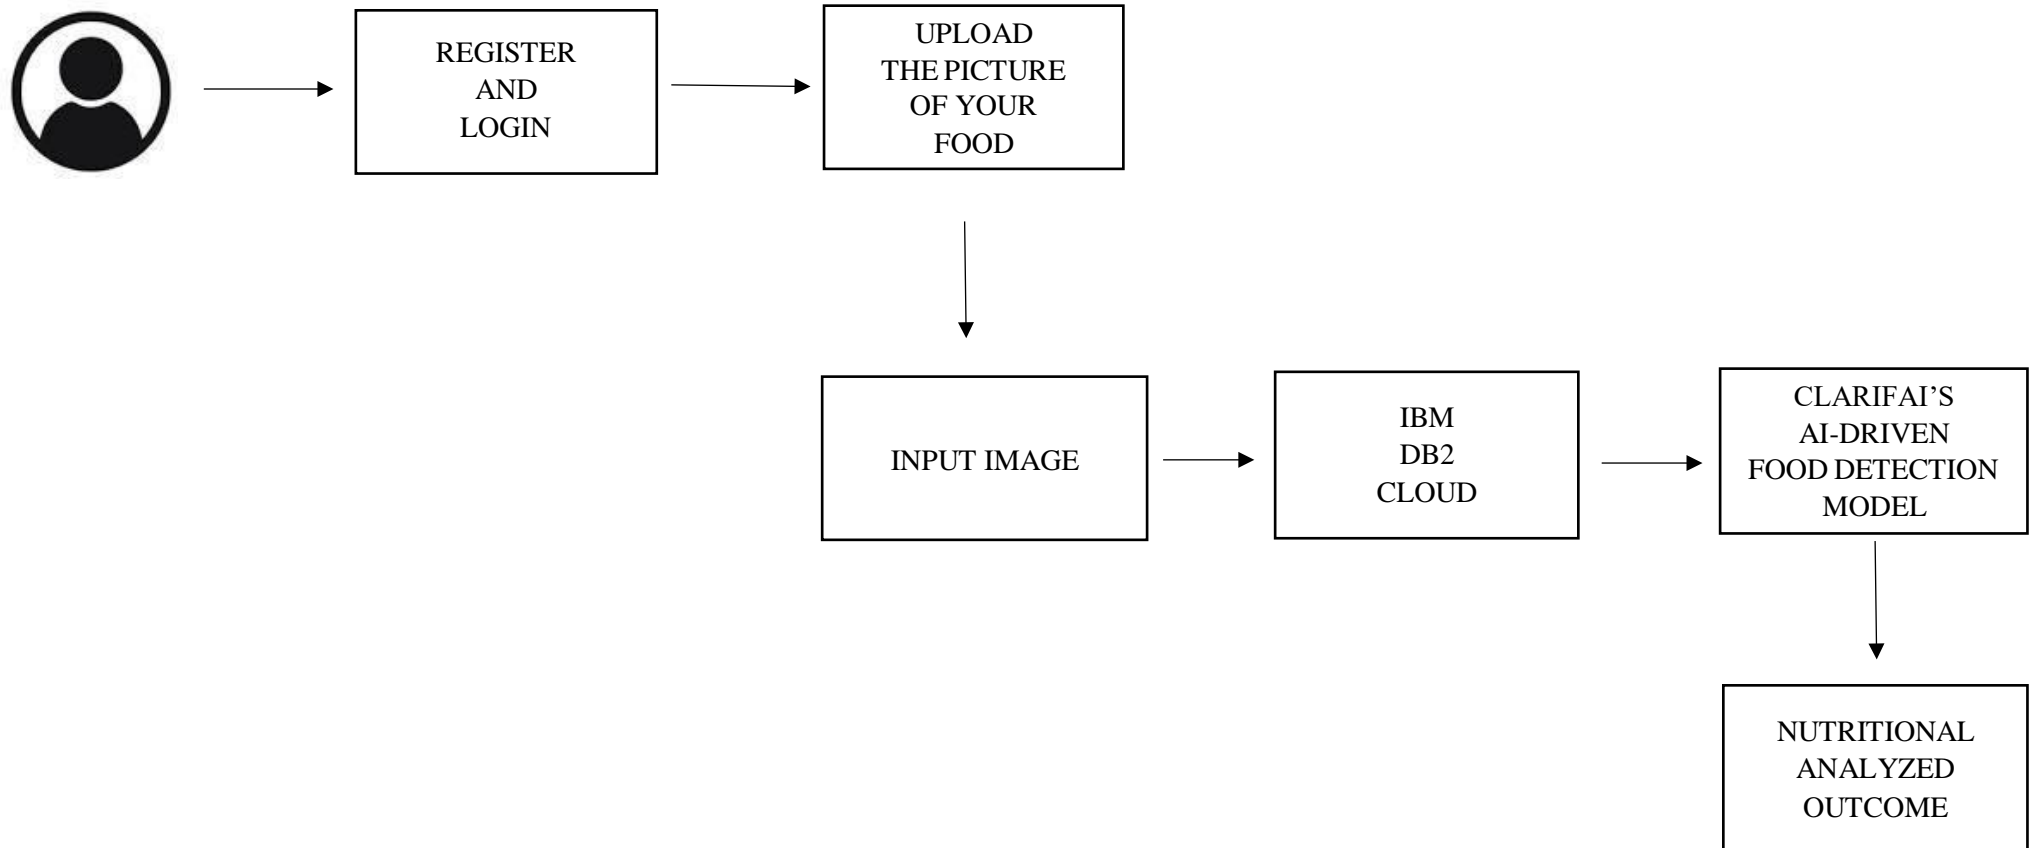 REGISTER
AND
LOGIN
UPLOAD
THE PICTURE
OF YOUR
FOOD
INPUT IMAGE
IBM
DB2
CLOUD
CLARIFAI’S
AI-DRIVEN
FOOD DETECTION
MODEL
NUTRITIONAL
ANALYZED
OUTCOME